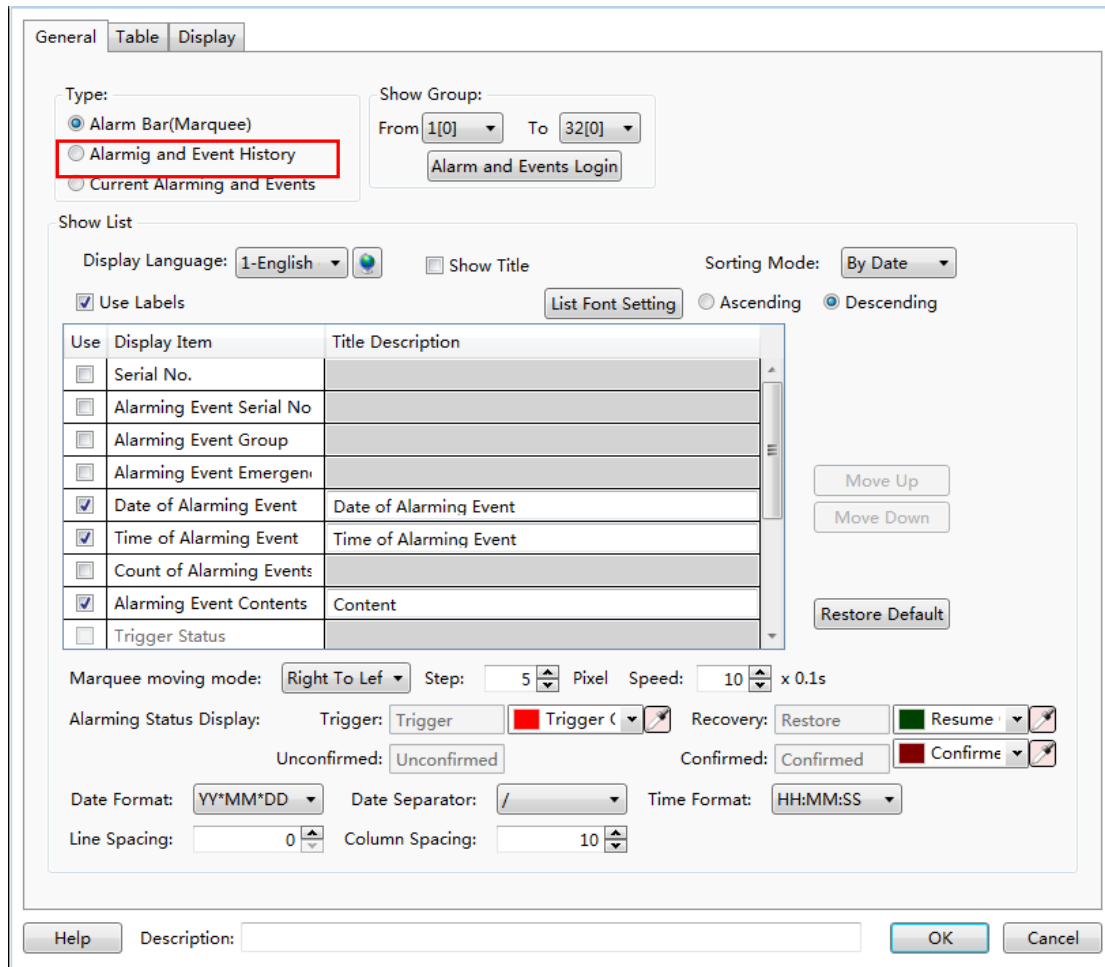 General Table Display
Type: Show Group:
Alarm Bar(Marquee) From 1[0] To 32[0]
Alarmig and Event History Alarm and Events Login
Current Alarming and Events
Show List
Display Language: 1-English Show Title Sorting Mode: By Date
Use Labels List Font Setting Ascending Descending
Use Display Item Title Description
Serial No.
Alarming Event Serial No
Alarming Event Group
Alarming Event Emergen
Date of Alarming Event Date of Alarming Event
Time of Alarming Event Time of Alarming Event
Count of Alarming Events
Alarming Event Contents Content
Trigger Status
Move Up
Move Down
Restore Default
Marquee moving mode: Right To Lef Step: 5 Pixel Speed: 10 x 0.1s
Alarming Status Display: Trigger: Trigger Trigger ( Recovery: Restore Resume
Unconfirmed: Unconfirmed Confirmed: Confirmed Confirme
Date Format: YY*MM*DD Date Separator: / Time Format: HH:MM:SS
Line Spacing: 0 Column Spacing: 10
Help Description: OK Cancel